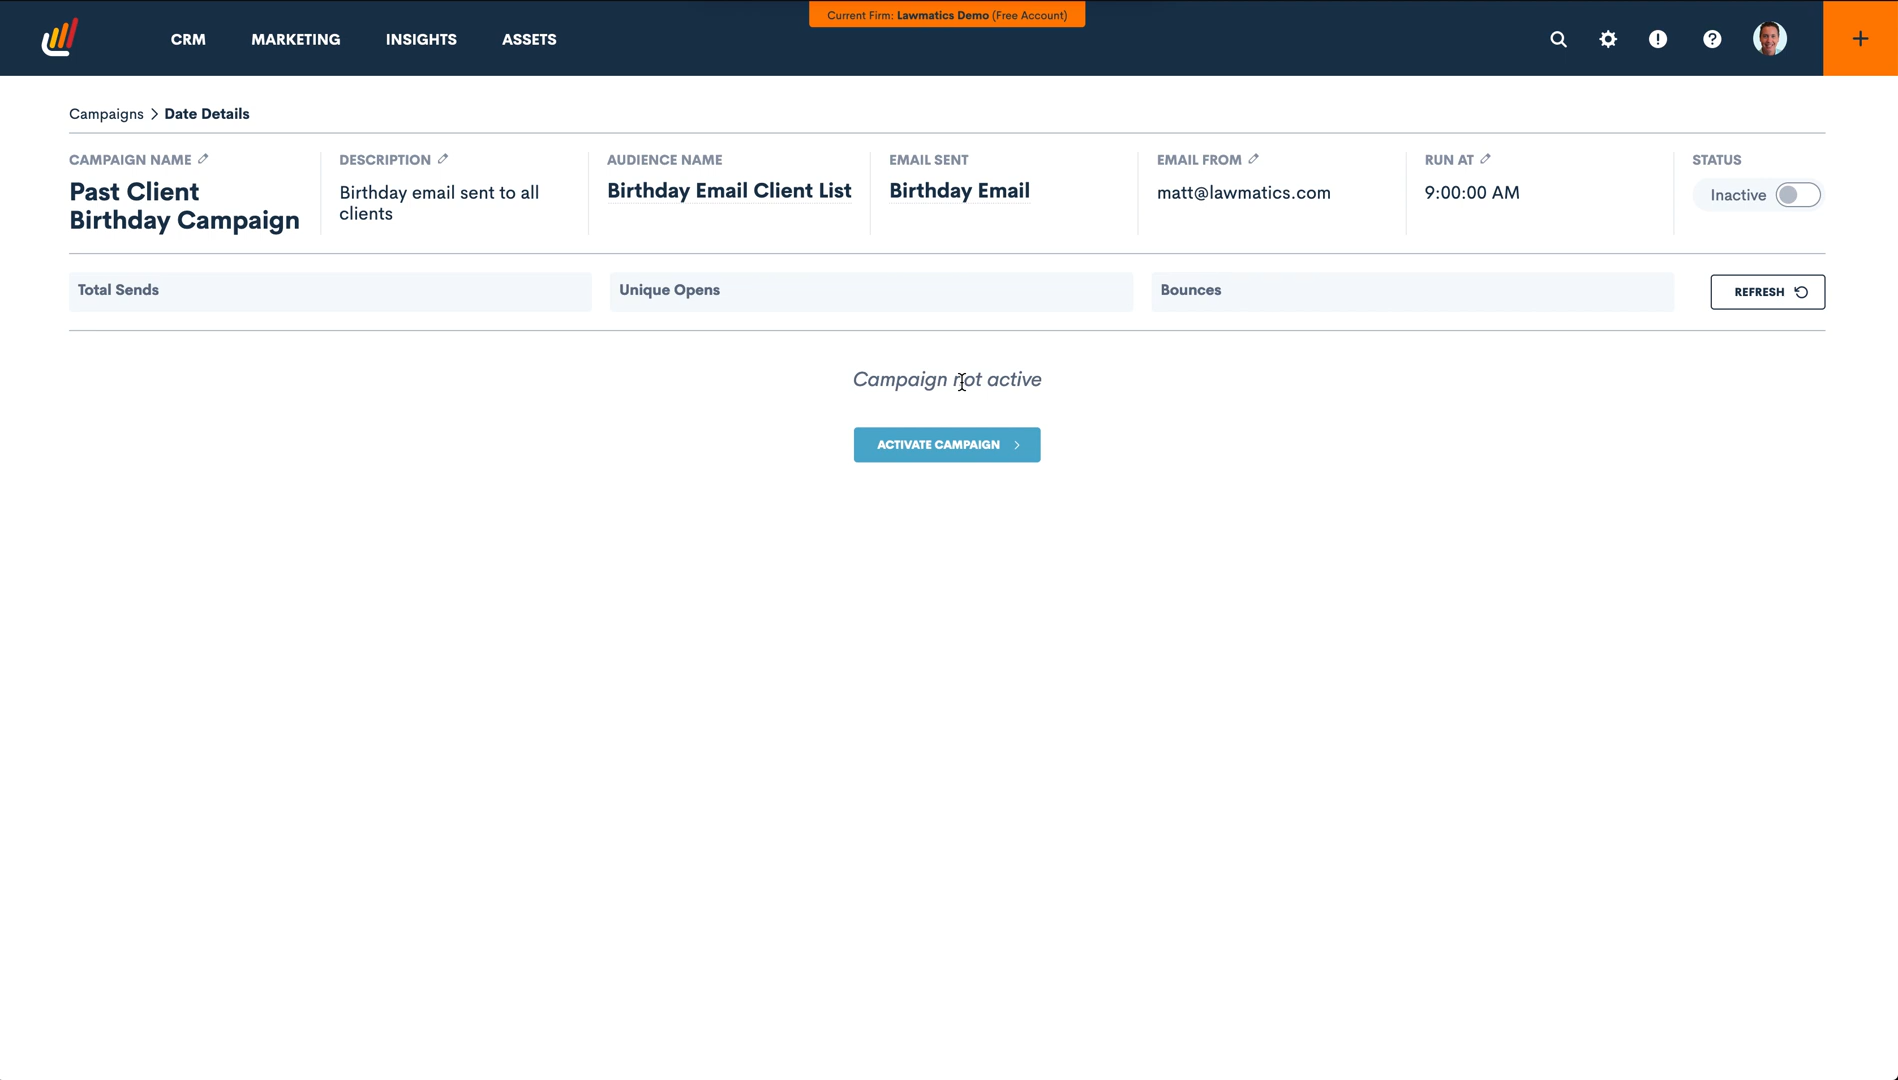 Current Firm: Lawmatics Demo (Free Account)
CRM MARKETING INSIGHTS ASSETS
Campaigns > Date Details
CAMPAIGN NAME
Past Client
Birthday Campaign
DESCRIPTION
Birthday email sent to all
clients
AUDIENCE NAME
Birthday Email Client List
EMAIL SENT
Birthday Email
EMAIL FROM
matt@lawmatics.com
RUN AT
9:00:00 AM
STATUS
Inactive
Total Sends
Unique Opens
Bounces
REFRESH
Campaign not active
ACTIVATE CAMPAIGN >